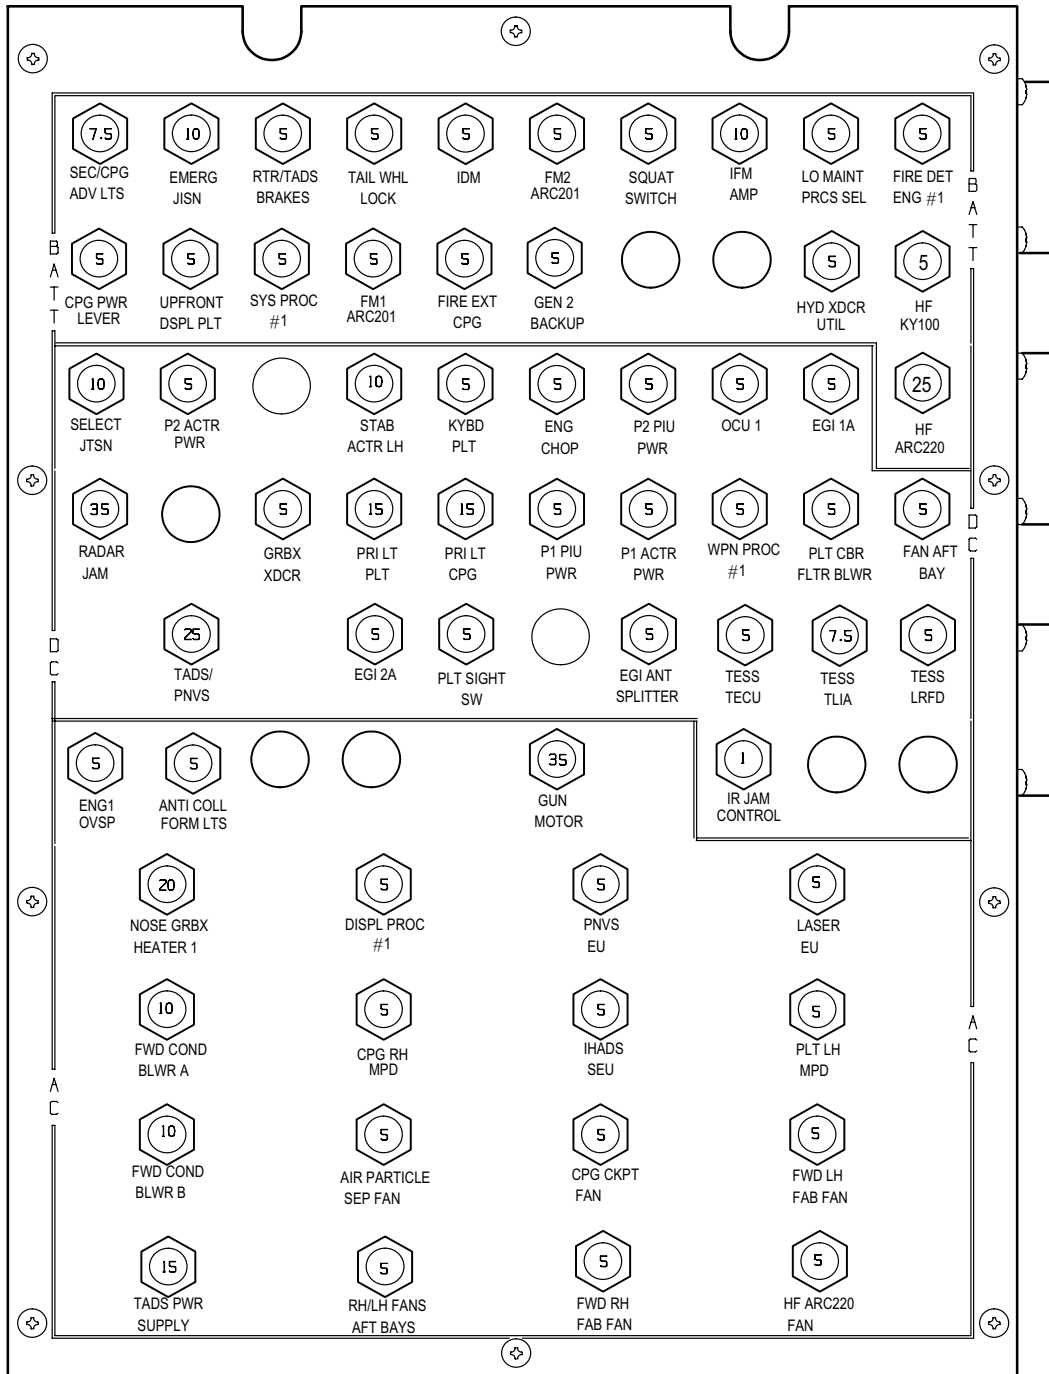 7.5 10 5 5 5 5 5 10 5 5
SEC/CPG EMERG RTR/TADS TAIL WHL IDM FM2 SQUAT IFM LO MAINT FIRE DET
ADV LTS JISN BRAKES LOCK ARC201 SWITCH AMP PRCS SEL ENG #1
BATT
BATT
5 5 5 5 5 5 5 5
CPG PWR UPFRONT SYS PROC FM1 FIRE EXT GEN 2 HYD XDCR HF
LEVER DSPL PLT #1 ARC201 CPG BACKUP UTIL KY100
10 5 10 5 5 5 5 5 25
SELECT P2 ACTR STAB KYBD ENG P2 PIU OCU 1 EGI 1A HF
JTSN PWR ACTR LH PLT CHOP PWR ARC220
35 5 15 15 5 5 5 5 5
RADAR GRBX PRI LT PRI LT P1 PIU P1 ACTR WPN PROC PLT CBR FAN AFT
JAM XDCR PLT CPG PWR PWR #1 FLTR BLWR BAY
DC
DC
25 5 5 5 5 7.5 5
TADS/ EGI 2A PLT SIGHT EGI ANT TESS TESS TESS
PNVS SW SPLITTER TECU TLIA LRFD
5 5 35 1
ENG1 ANTI COLL GUN IR JAM
OVSP FORM LTS MOTOR CONTROL
20 5 5 5
NOSE GRBX DISPL PROC PNVS LASER
HEATER 1 #1 EU EU
10 5 5 5
FWD COND CPG RH IHADS PLT LH
BLWR A MPD SEU MPD
AC
AC
10 5 5 5
FWD COND AIR PARTICLE CPG CKPT FWD LH
BLWR B SEP FAN FAN FAB FAN
15 5 5 5
TADS PWR RH/LH FANS FWD RH HF ARC220
SUPPLY AFT BAYS FAB FAN FAN